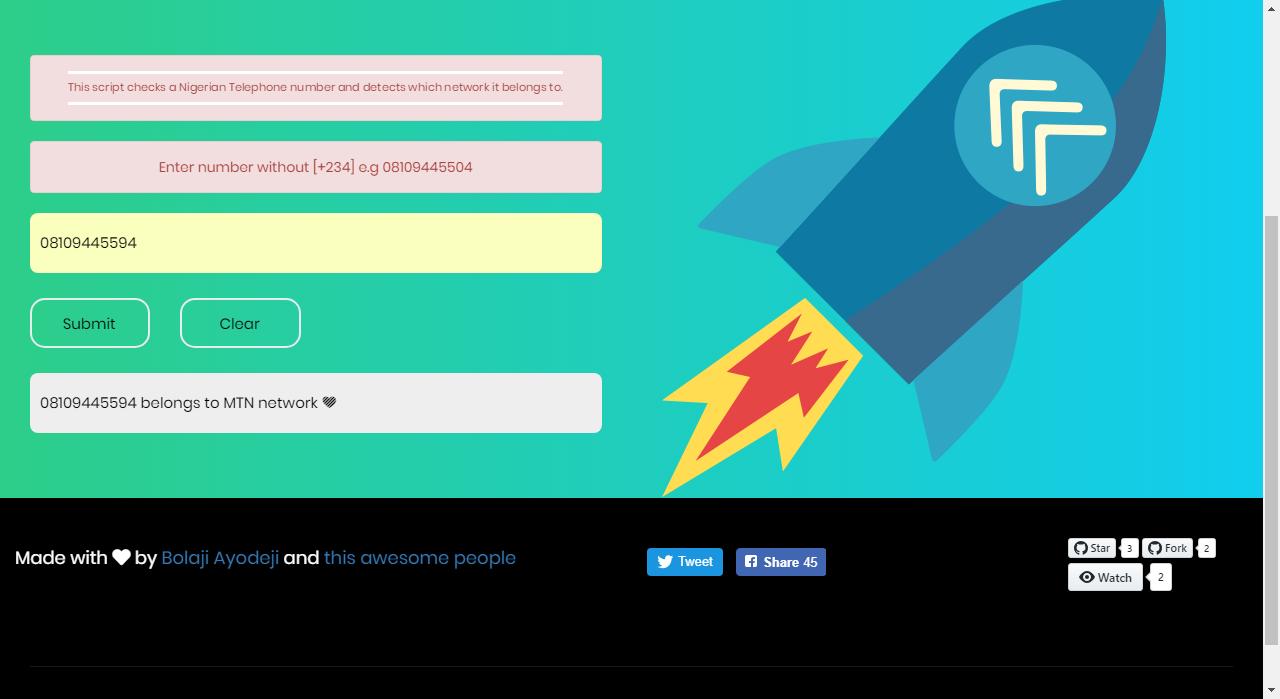 This script checks a Nigerian Telephone number and detects which network it belongs to.
Enter number without [+234] e.g 08109445504
08109445594
Submit Clear
08109445594 belongs to MTN network 💖
Made with ❤ by Bolaji Ayodeji and this awesome people
Tweet Share 45
Star 3 Fork 2
Watch 2